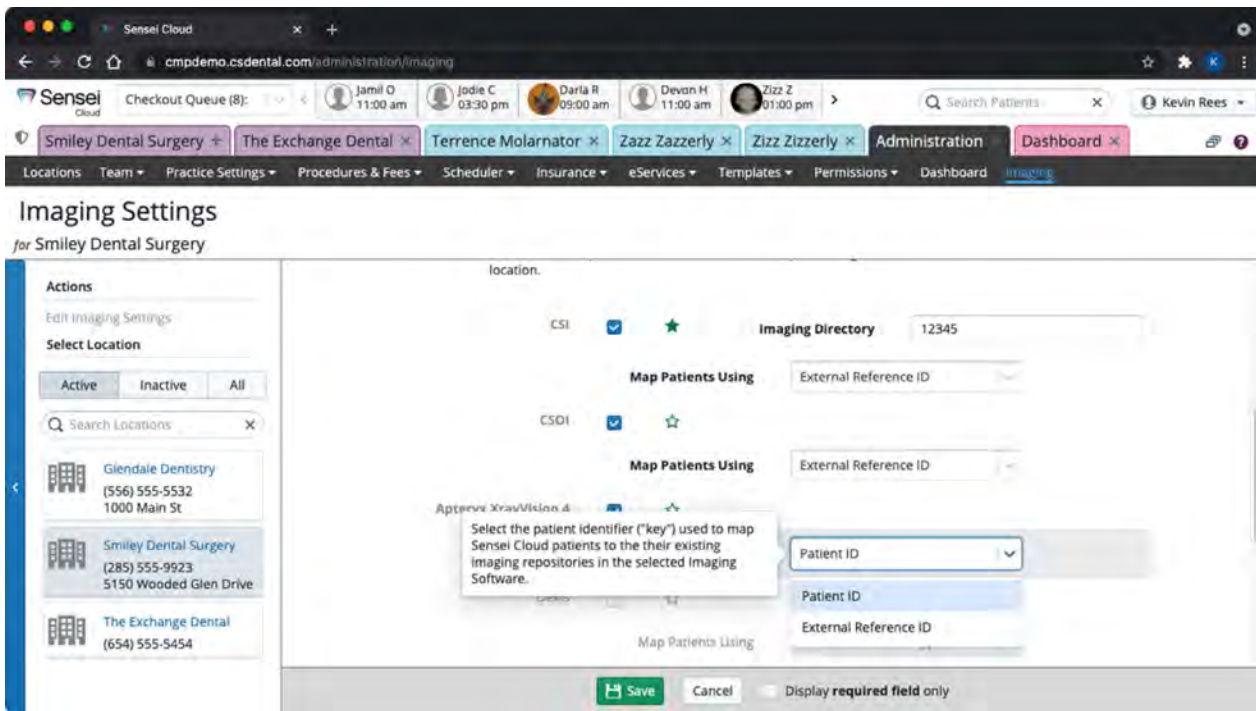 Sensei Cloud
cmpdemo.csdental.com/administration/imaging
K
Sensei
Cloud
Checkout Queue (8):
Jamil O
11:00 am
Jodie C
03:30 pm
Darla R
09:00 am
Devon H
11:00 am
Zizz Z
01:00 pm
Search Patients
Kevin Rees
Smiley Dental Surgery
The Exchange Dental
Terrence Molarnator
Zazz Zazzerly
Zizz Zizzerly
Administration
Dashboard
Locations Team Practice Settings Procedures & Fees Scheduler Insurance eServices Templates Permissions Dashboard Imaging
Imaging Settings
for Smiley Dental Surgery
Actions
Edit Imaging Settings
Select Location
Active Inactive All
Search Locations
Glendale Dentistry
(556) 555-5532
1000 Main St
Smiley Dental Surgery
(285) 555-9923
5150 Wooded Glen Drive
The Exchange Dental
(654) 555-5454
location.
CSI
Imaging Directory 12345
Map Patients Using External Reference ID
CSOI
Map Patients Using External Reference ID
Apteryx XrayVision 4
Select the patient identifier ("key") used to map
Sensei Cloud patients to the their existing
imaging repositories in the selected Imaging
Software.
Patient ID
Patient ID
External Reference ID
Map Patients Using
Save Cancel Display required field only